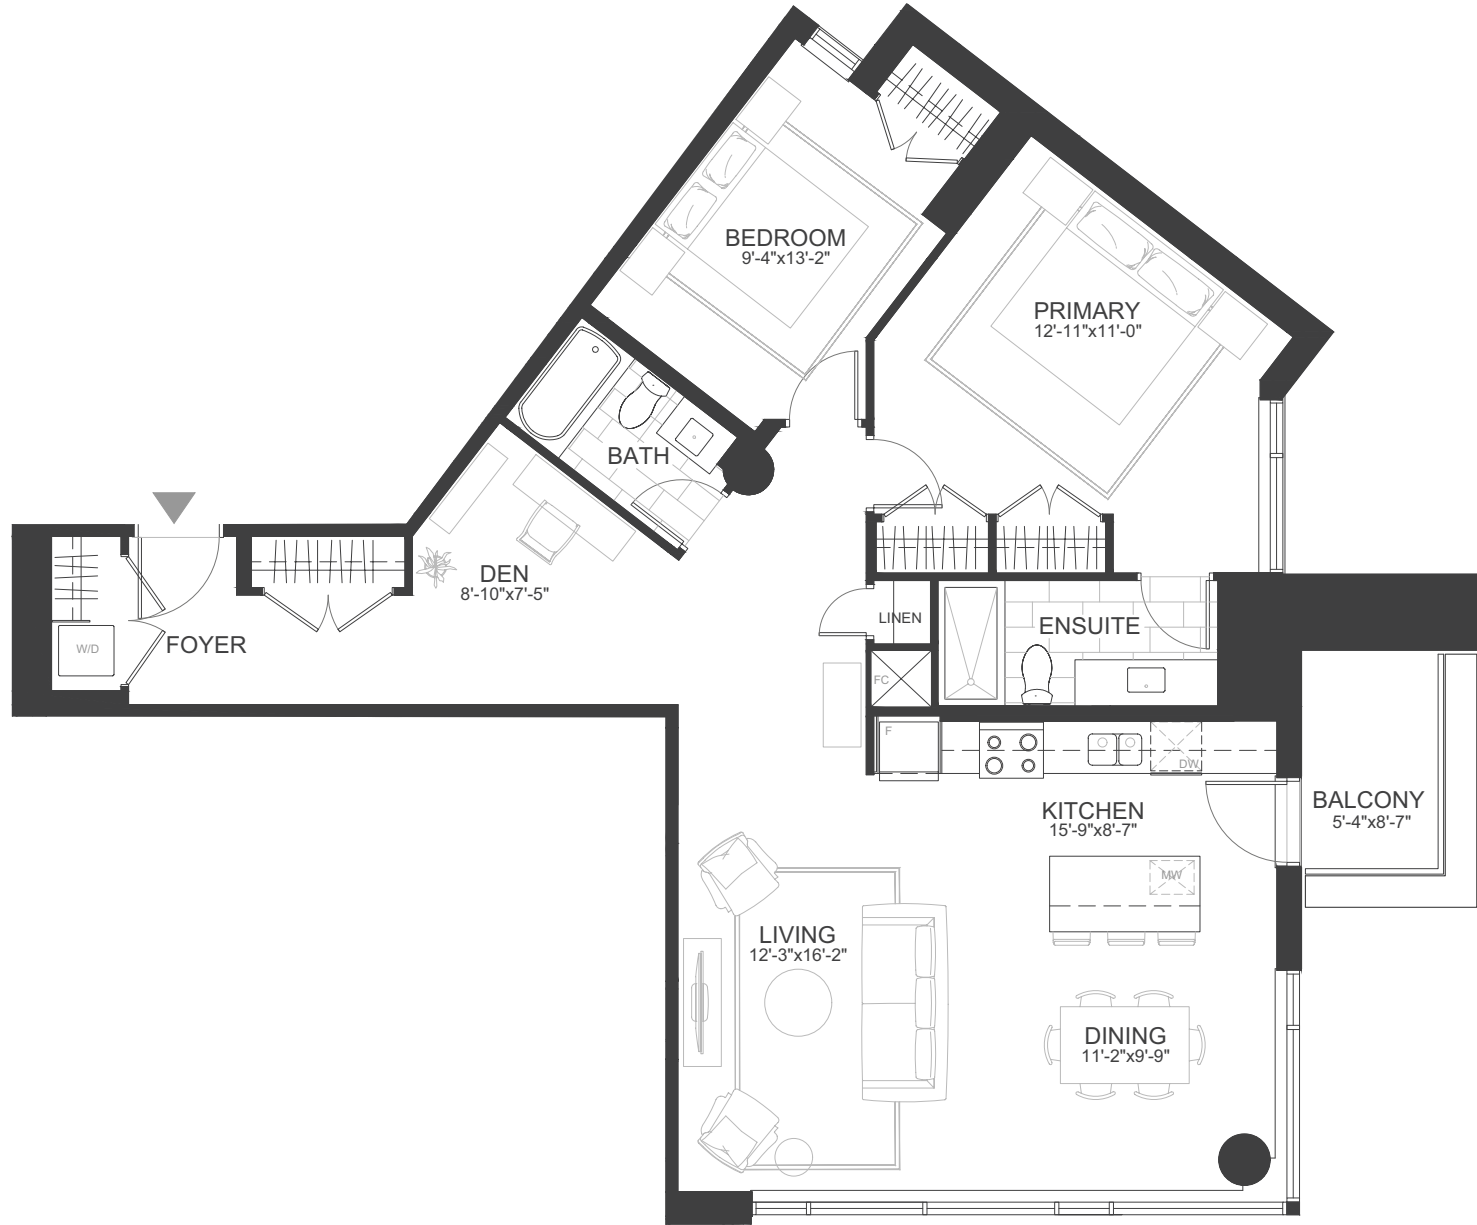 BEDROOM
9'-4"x13'-2"
PRIMARY
12'-11"x11'-0"
BATH
DEN
8'-10"x7'-5"
W/D
FOYER
LINEN
ENSUITE
FC
F
DW
KITCHEN
15'-9"x8'-7"
BALCONY
5'-4"x8'-7"
MW
LIVING
12'-3"x16'-2"
DINING
11'-2"x9'-9"